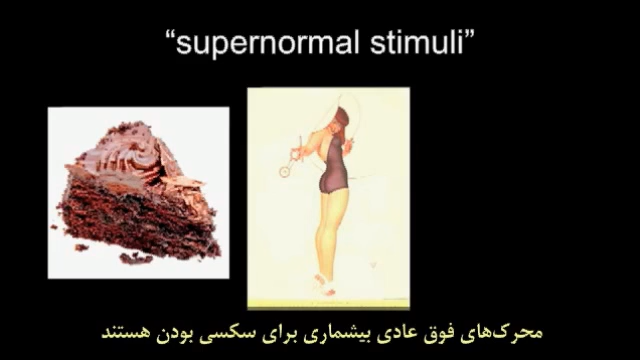 “supernormal stimuli”
محرک‌های فوق عادی بیشماری برای سکسی بودن هستند